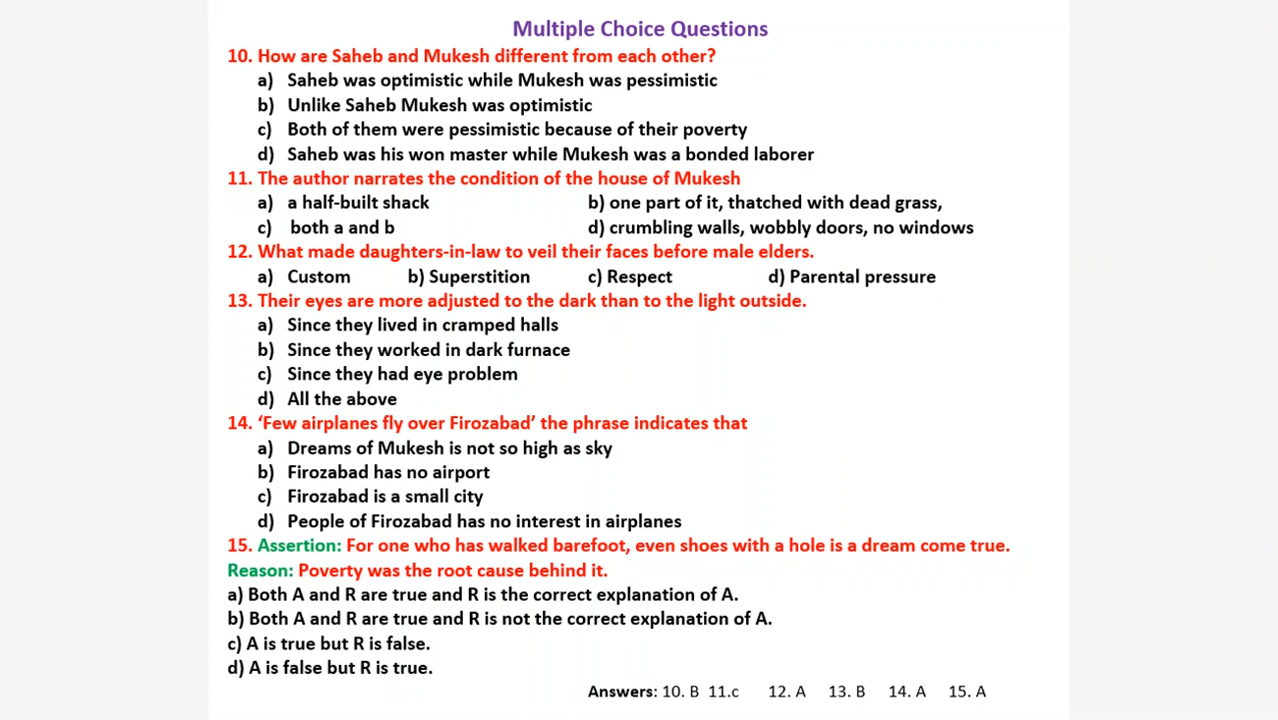 Multiple Choice Questions
10. How are Saheb and Mukesh different from each other?
a) Saheb was optimistic while Mukesh was pessimistic
b) Unlike Saheb Mukesh was optimistic
c) Both of them were pessimistic because of their poverty
d) Saheb was his won master while Mukesh was a bonded laborer
11. The author narrates the condition of the house of Mukesh
a) a half-built shack b) one part of it, thatched with dead grass,
c) both a and b d) crumbling walls, wobbly doors, no windows
12. What made daughters-in-law to veil their faces before male elders.
a) Custom b) Superstition c) Respect d) Parental pressure
13. Their eyes are more adjusted to the dark than to the light outside.
a) Since they lived in cramped halls
b) Since they worked in dark furnace
c) Since they had eye problem
d) All the above
14. ‘Few airplanes fly over Firozabad’ the phrase indicates that
a) Dreams of Mukesh is not so high as sky
b) Firozabad has no airport
c) Firozabad is a small city
d) People of Firozabad has no interest in airplanes
15. Assertion: For one who has walked barefoot, even shoes with a hole is a dream come true.
Reason: Poverty was the root cause behind it.
a) Both A and R are true and R is the correct explanation of A.
b) Both A and R are true and R is not the correct explanation of A.
c) A is true but R is false.
d) A is false but R is true.
Answers: 10. B 11.c 12. A 13. B 14. A 15. A